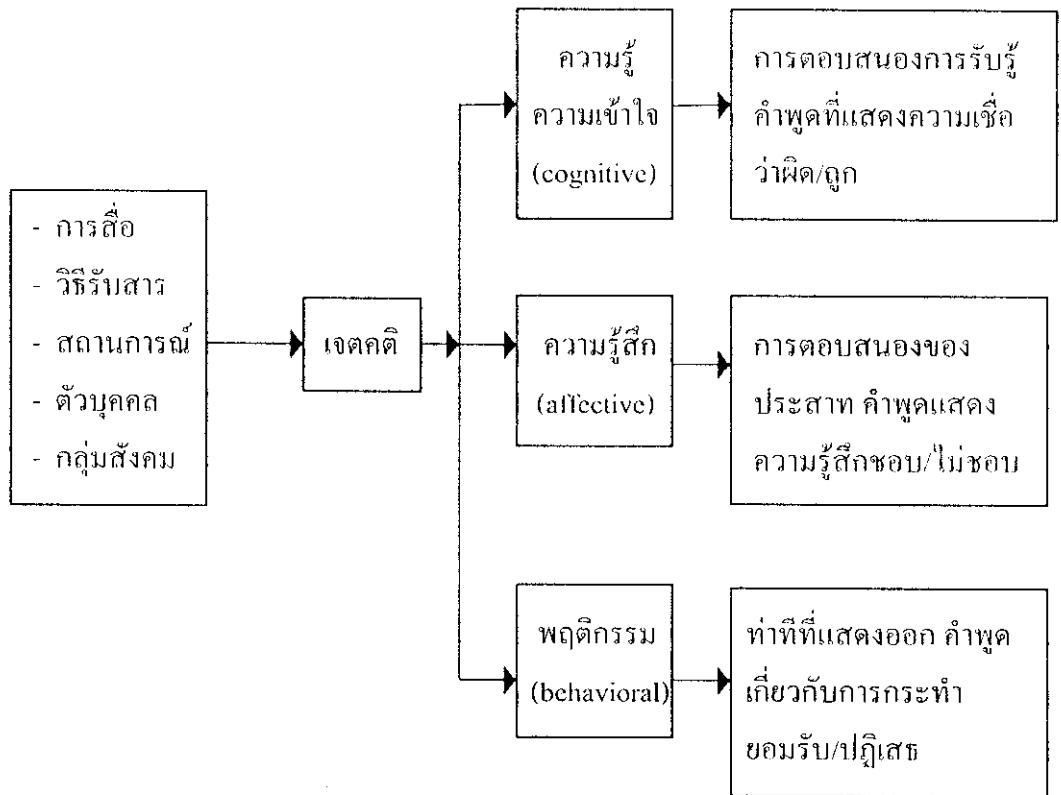 - การสื่อ
- วิธีรับสาร
- สถานการณ์
- ตัวบุคคล
- กลุ่มสังคม
เจตคติ
ความรู้
ความเข้าใจ
(cognitive)
การตอบสนองการรับรู้
คำพูดที่แสดงความเชื่อ
ว่าผิด/ถูก
ความรู้สึก
(affective)
การตอบสนองของ
ประสาท คำพูดแสดง
ความรู้สึกชอบ/ไม่ชอบ
พฤติกรรม
(behavioral)
ท่าทีที่แสดงออก คำพูด
เกี่ยวกับการกระทำ
ยอมรับ/ปฏิเสธ